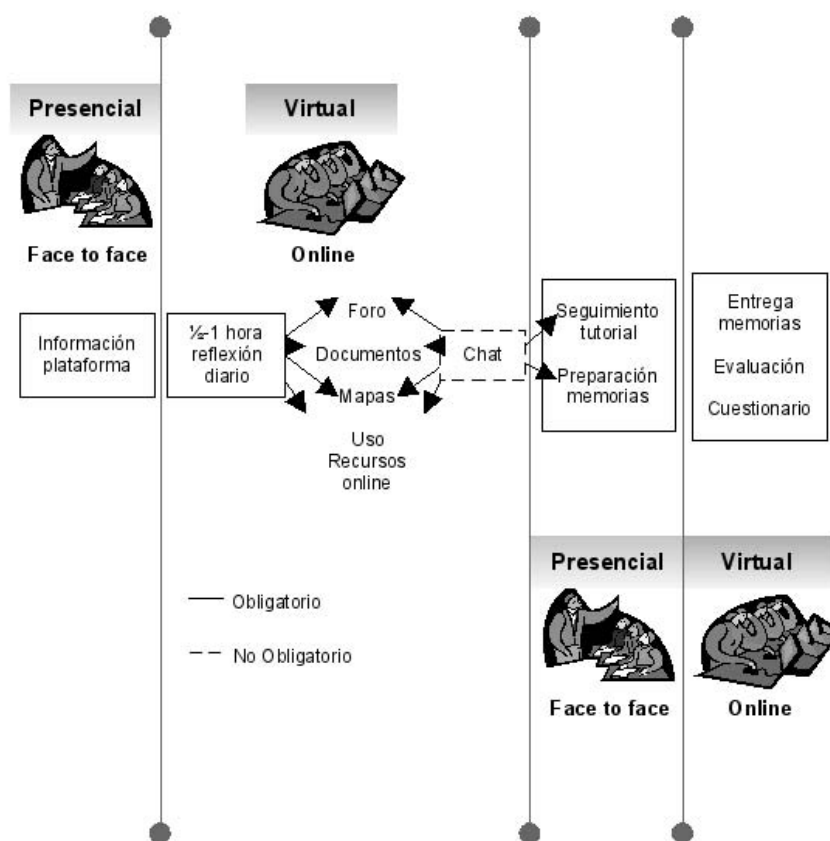 Presencial
Face to face
Virtual
Online
Información
plataforma
½-1 hora
reflexión
diario
Foro
Documentos
Mapas
Uso
Recursos
online
Chat
Seguimiento
tutorial
Preparación
memorias
Entrega
memorias
Evaluación
Cuestionario
Obligatorio
No Obligatorio
Presencial
Face to face
Virtual
Online